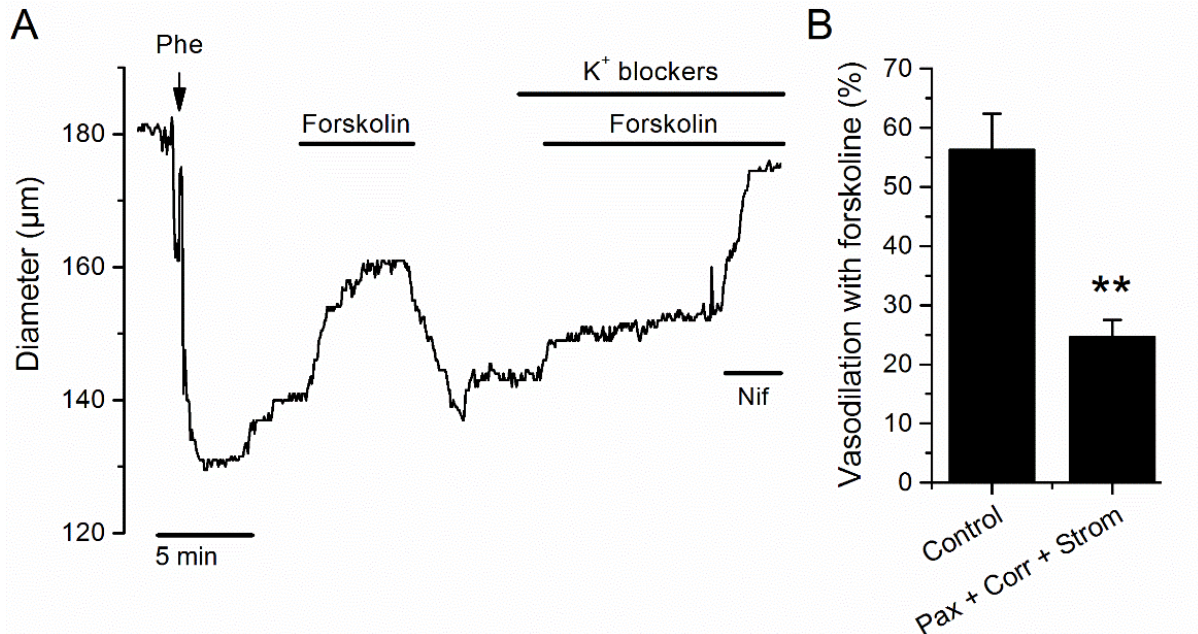 A
Phe
K⁺ blockers
Forskolin
Forskolin
Diameter (µm)
180
160
140
120
Nif
5 min
B
Vasodilation with forskoline (%)
70
60
50
40
30
20
10
0
**
Control
Pax + Corr + Strom